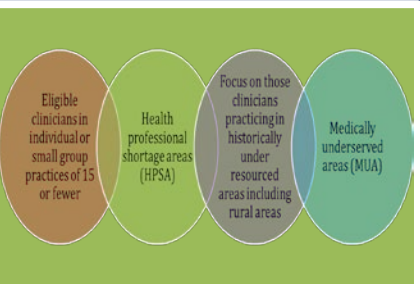 Eligible
clinicians in
individual or
small group
practices of 15
or fewer
Health
professional
shortage areas
(HPSA)
Focus on those
clinicians
practicing in
historically
under
resourced
areas including
rural areas
Medically
underserved
areas (MUA)